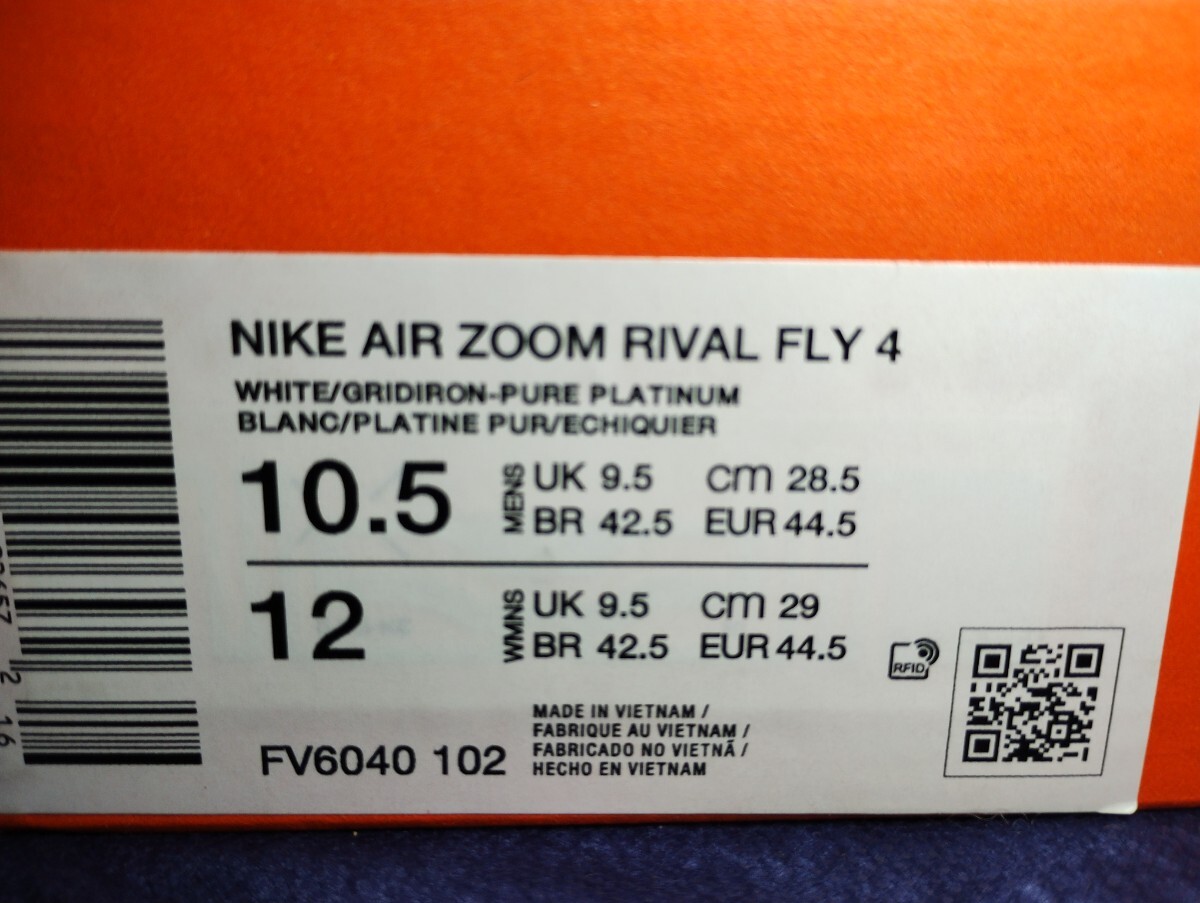 NIKE AIR ZOOM RIVAL FLY 4
WHITE/GRIDIRON-PURE PLATINUM
BLANC/PLATINE PUR/ECHIQUIER
10.5 MENS UK 9.5 CM 28.5
BR 42.5 EUR 44.5
12 WMNS UK 9.5 CM 29
BR 42.5 EUR 44.5
RFID
FV6040 102
MADE IN VIETNAM /
FABRIQUE AU VIETNAM /
FABRICADO NO VIETNÃ /
HECHO EN VIETNAM
2 16